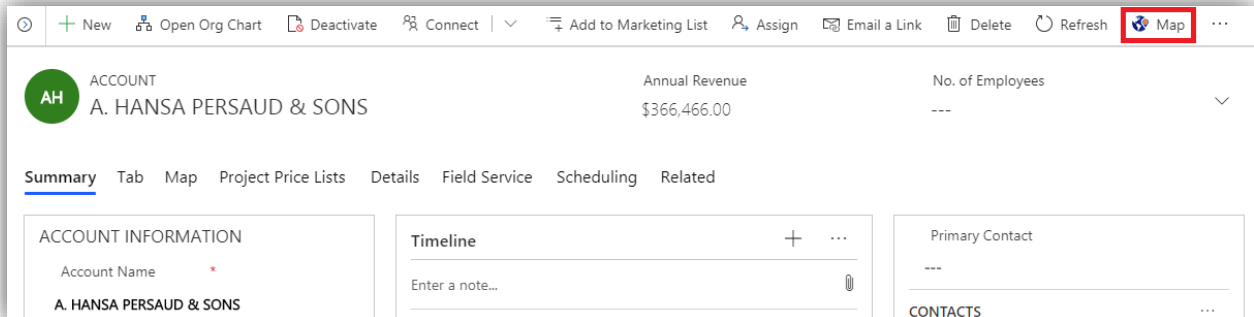 New Open Org Chart Deactivate Connect Add to Marketing List Assign Email a Link Delete Refresh Map ...
AH
ACCOUNT
A. HANSA PERSAUD & SONS
Annual Revenue
$366,466.00
No. of Employees
---
Summary Tab Map Project Price Lists Details Field Service Scheduling Related
ACCOUNT INFORMATION
Account Name *
A. HANSA PERSAUD & SONS
Timeline + ...
Enter a note...
Primary Contact
---
CONTACTS ...